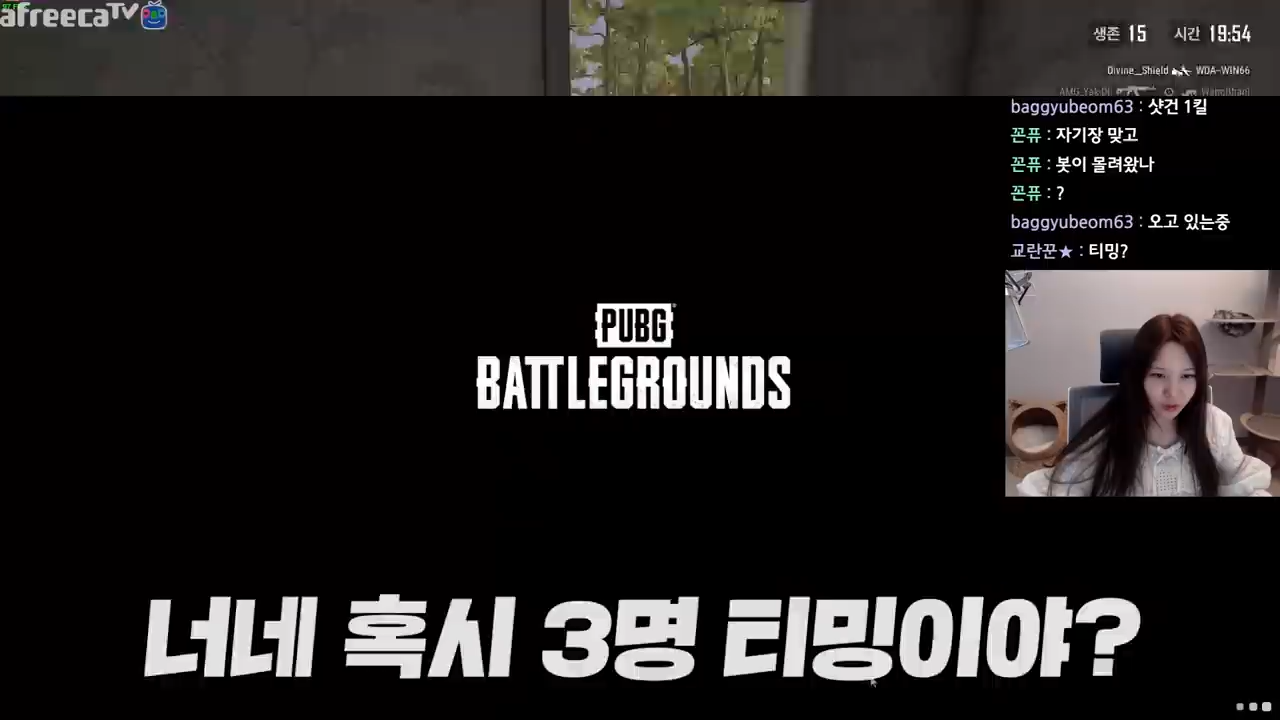 afreecaTV
생존 15 시간 19:54
Divine__Shield WDA-WIN66
baggyubeom63 : 샷건 1킬
꼰퓨 : 자기장 맞고
꼰퓨 : 봇이 몰려왔나
꼰퓨 : ?
baggyubeom63 : 오고 있는중
교란꾼★ : 티밍?
PUBG
BATTLEGROUNDS
너네 혹시 3명 티밍이야?